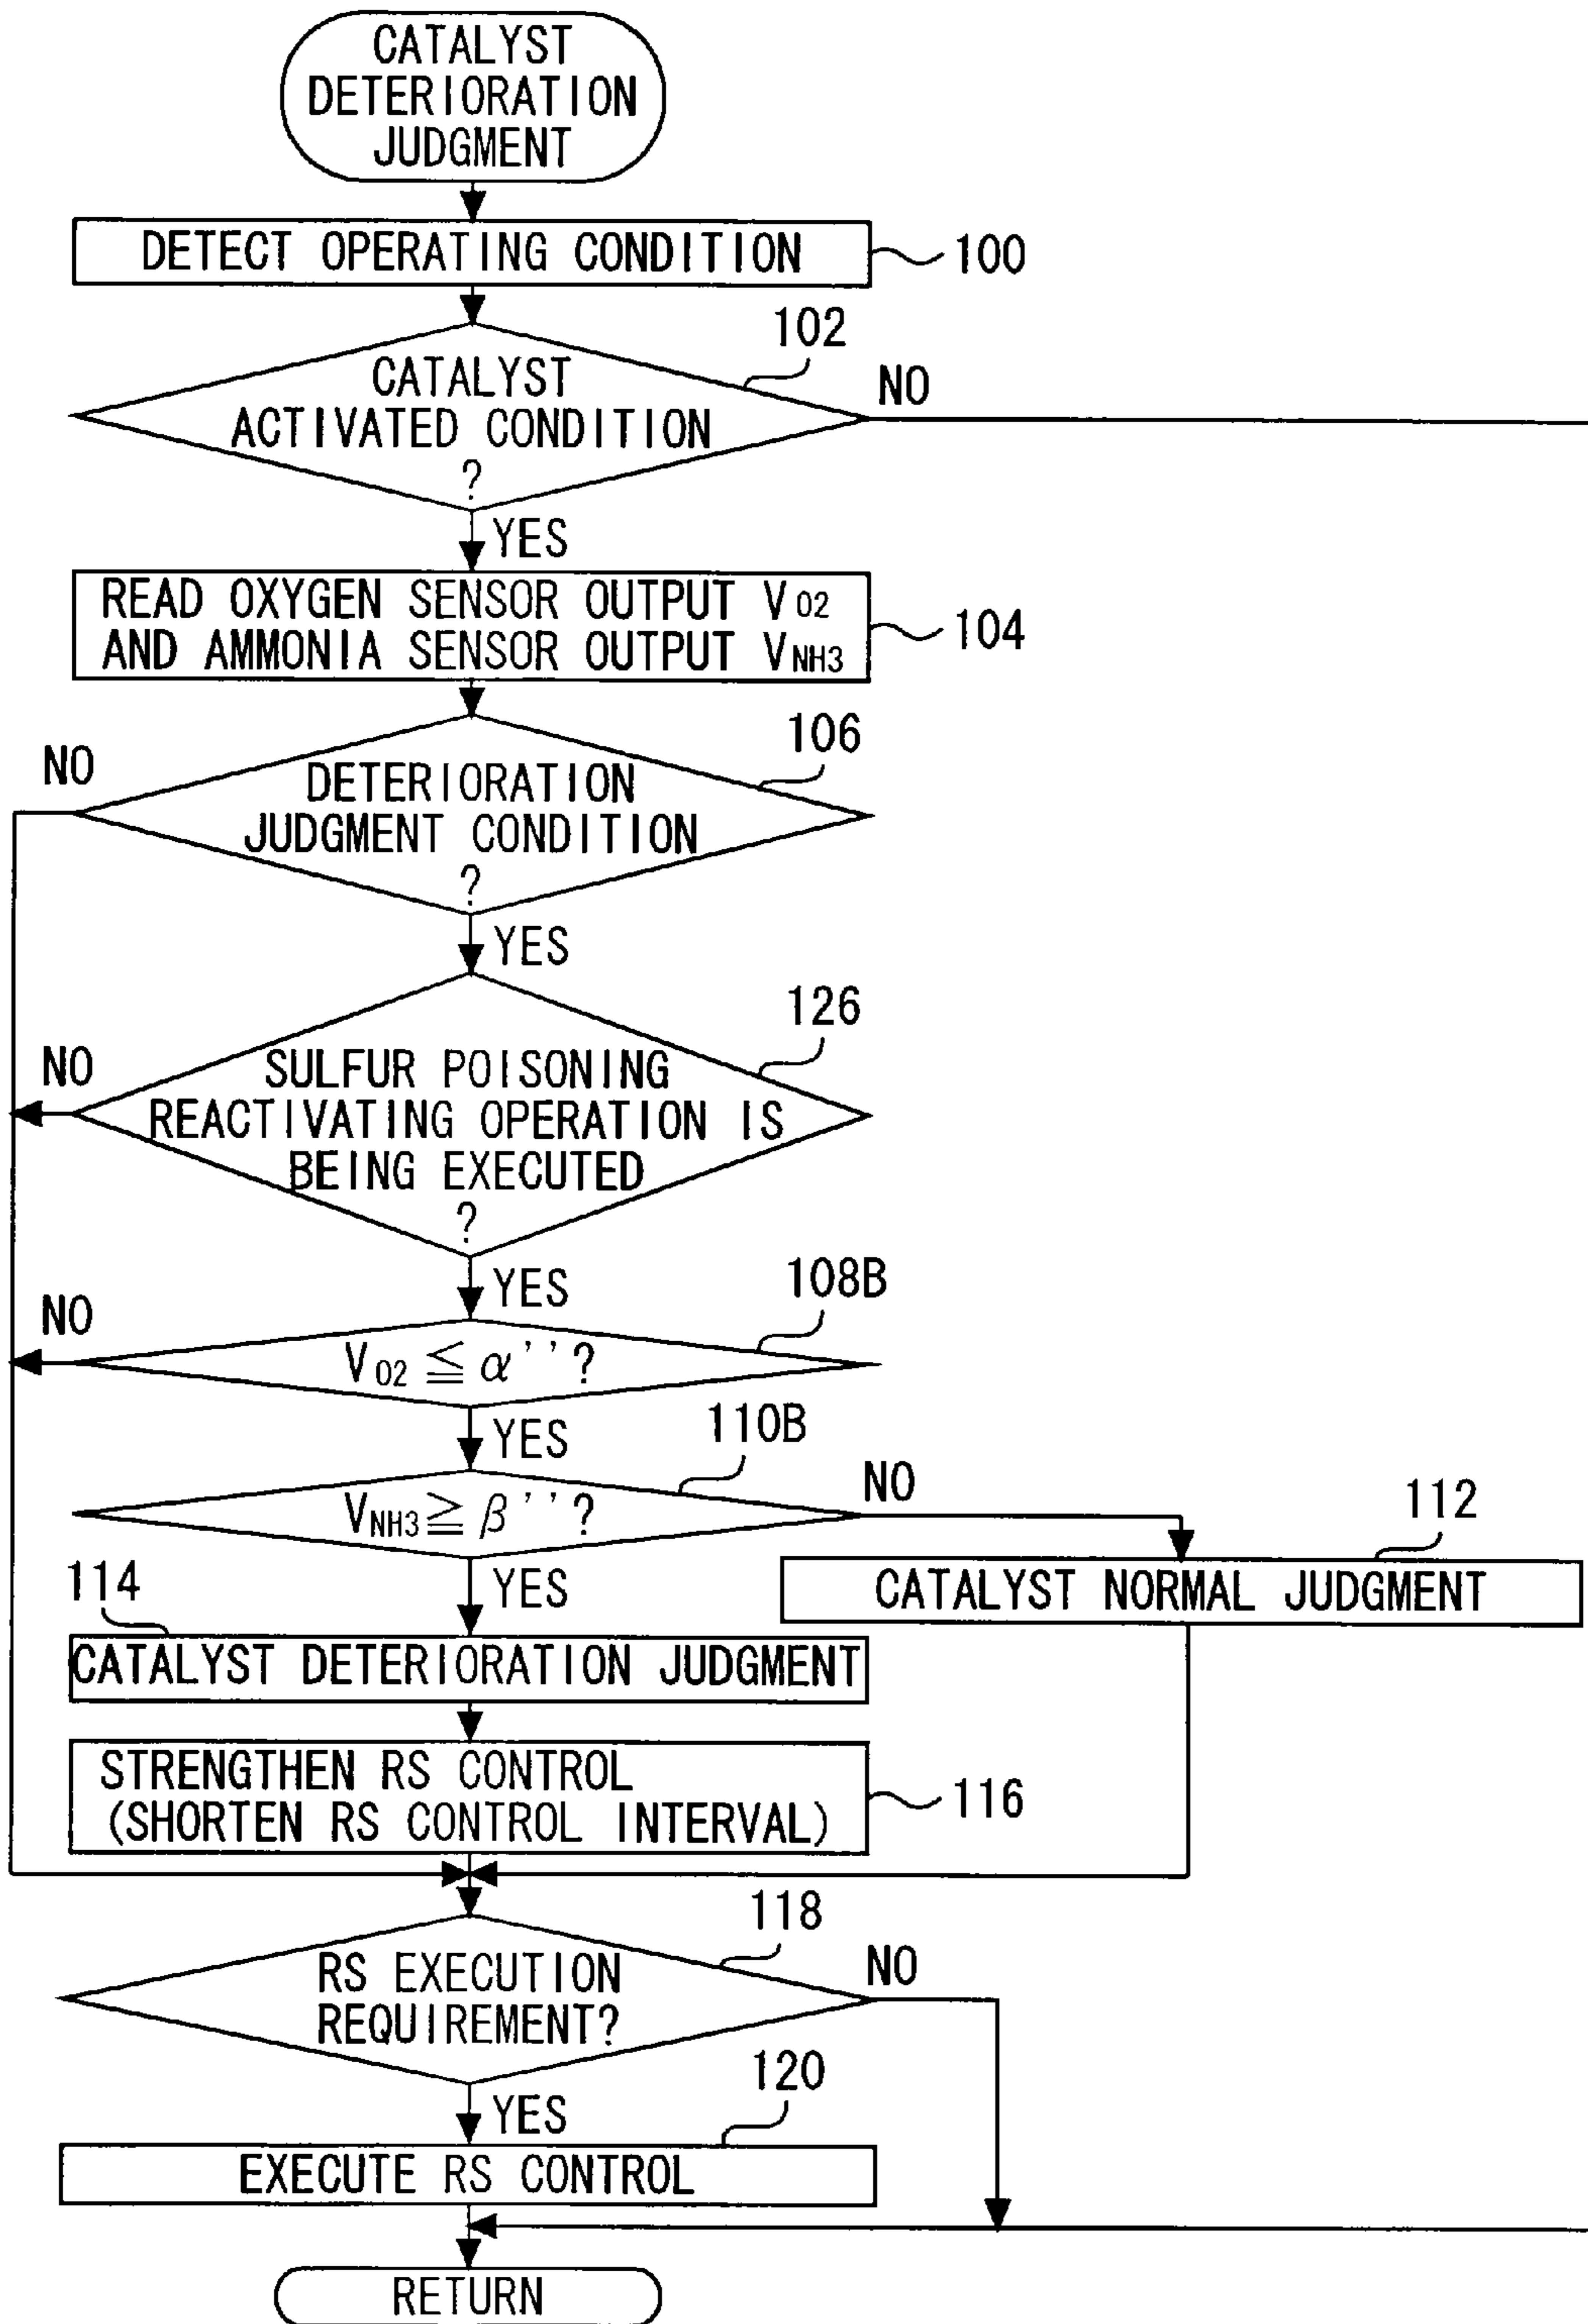 CATALYST
DETERIORATION
JUDGMENT
DETECT OPERATING CONDITION
100
102
CATALYST
ACTIVATED CONDITION
?
NO
YES
READ OXYGEN SENSOR OUTPUT VO2
AND AMMONIA SENSOR OUTPUT VNH3
104
106
NO
DETERIORATION
JUDGMENT CONDITION
?
YES
126
NO
SULFUR POISONING
REACTIVATING OPERATION IS
BEING EXECUTED
?
YES
108B
NO
VO2 ≦ α''?
YES
110B
VNH3 ≧ β''?
NO
112
YES
CATALYST NORMAL JUDGMENT
114
CATALYST DETERIORATION JUDGMENT
STRENGTHEN RS CONTROL
(SHORTEN RS CONTROL INTERVAL)
116
118
RS EXECUTION
REQUIREMENT?
NO
YES
120
EXECUTE RS CONTROL
RETURN